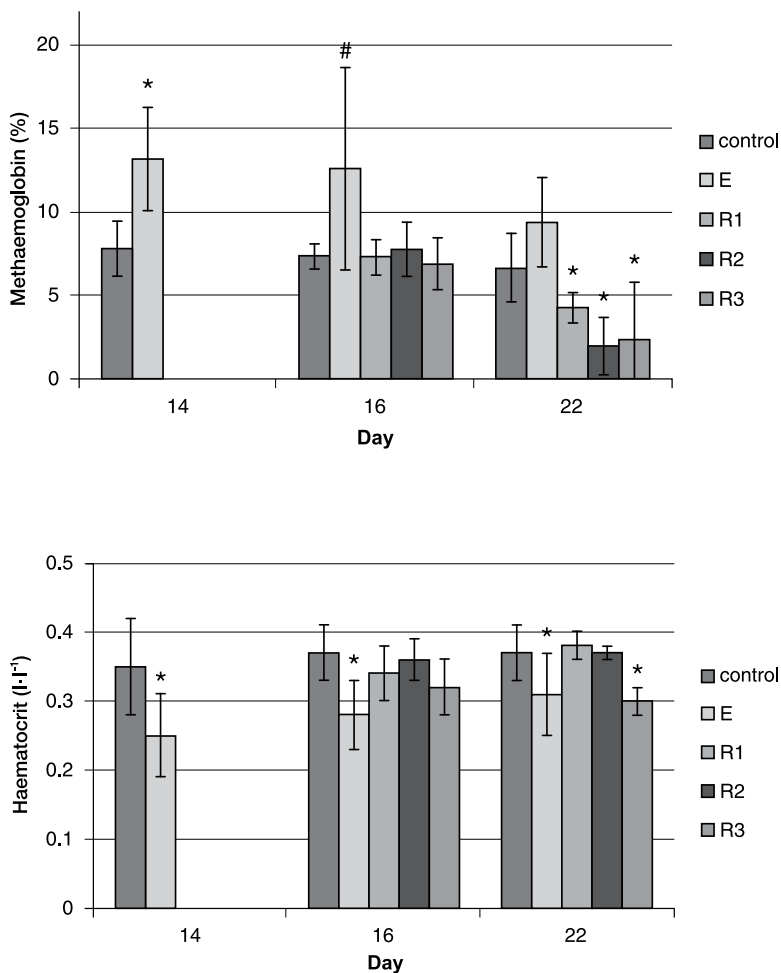 20
15
10
5
0
Methaemoglobin (%)
*
#
*
*
*
14
16
22
Day
control
E
R1
R2
R3
0.5
0.4
0.3
0.2
0.1
0
Haematocrit (l·l⁻¹)
*
*
*
*
14
16
22
Day
control
E
R1
R2
R3